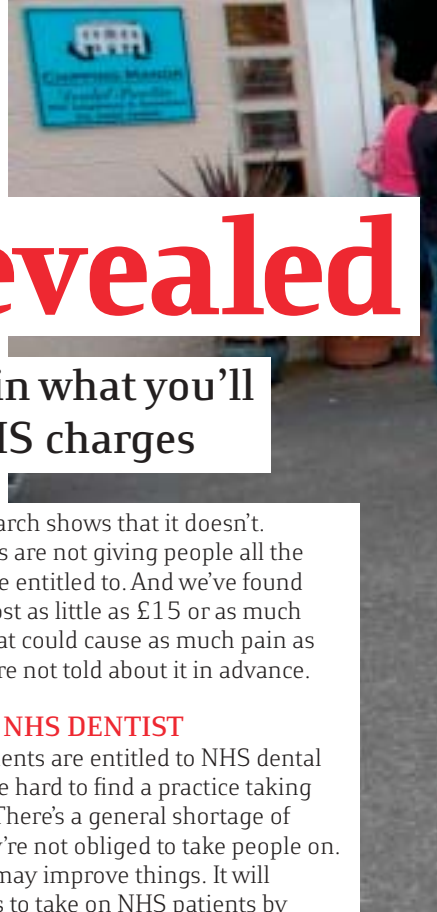 CHIPPING MANOR
Dental Practice
evealed
in what you’ll
IS charges
arch shows that it doesn’t.
s are not giving people all the
e entitled to. And we’ve found
ost as little as £15 or as much
at could cause as much pain as
re not told about it in advance.
NHS DENTIST
ents are entitled to NHS dental
e hard to find a practice taking
There’s a general shortage of
y’re not obliged to take people on.
may improve things. It will
s to take on NHS patients by